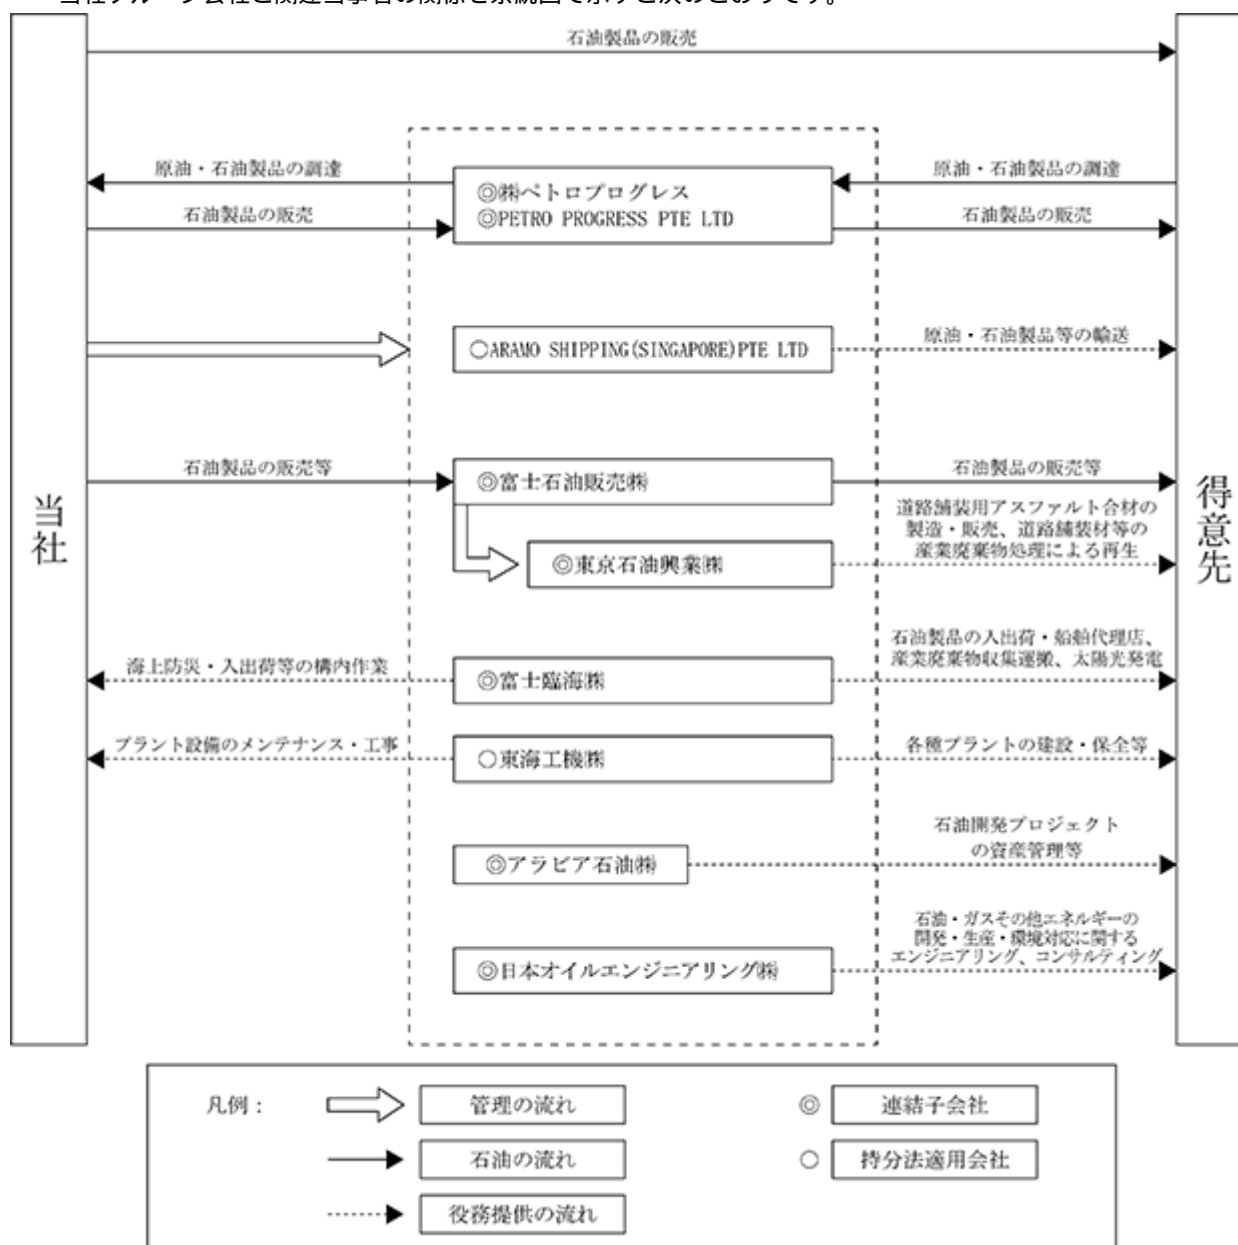 当社グループ会社と関連当事者の関係を系統図で示すと次のとおりです。
石油製品の販売
原油・石油製品の調達
原油・石油製品の調達
◎㈱ペトロプログレス
◎PETRO PROGRESS PTE LTD
石油製品の販売
石油製品の販売
○ARAMO SHIPPING(SINGAPORE)PTE LTD
原油・石油製品等の輸送
石油製品の販売等
◎富士石油販売㈱
石油製品の販売等
当社
得意先
道路舗装用アスファルト合材の
製造・販売、道路舗装材等の
産業廃棄物処理による再生
◎東京石油興業㈱
海上防災・入出荷等の構内作業
◎富士臨海㈱
石油製品の入出荷・船舶代理店、
産業廃棄物収集運搬、太陽光発電
プラント設備のメンテナンス・工事
○東海工機㈱
各種プラントの建設・保全等
◎アラビア石油㈱
石油開発プロジェクト
の資産管理等
◎日本オイルエンジニアリング㈱
石油・ガスその他エネルギーの
開発・生産・環境対応に関する
エンジニアリング、コンサルティング
凡例：
管理の流れ
◎ 連結子会社
石油の流れ
○ 持分法適用会社
役務提供の流れ